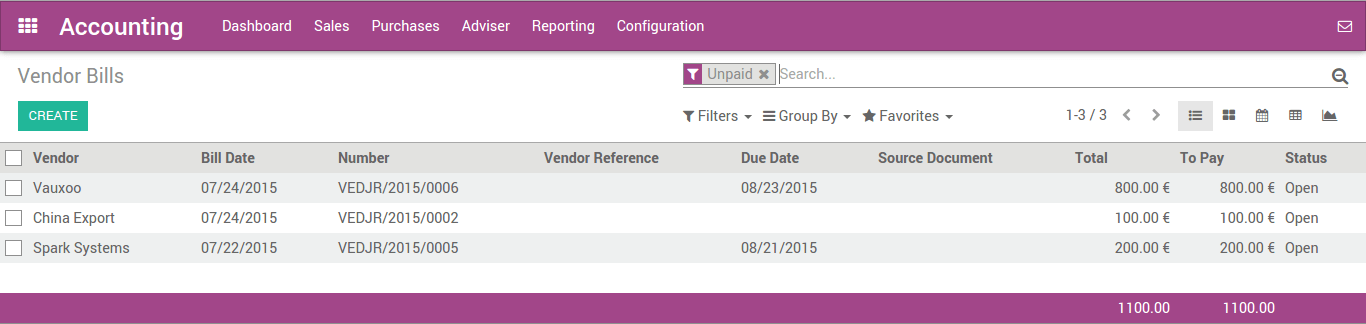 Accounting Dashboard Sales Purchases Adviser Reporting Configuration
Vendor Bills Unpaid Search...
CREATE Filters Group By Favorites 1-3 / 3
Vendor Bill Date Number Vendor Reference Due Date Source Document Total To Pay Status
Vauxoo 07/24/2015 VEDJR/2015/0006 08/23/2015 800.00 € 800.00 € Open
China Export 07/24/2015 VEDJR/2015/0002 100.00 € 100.00 € Open
Spark Systems 07/22/2015 VEDJR/2015/0005 08/21/2015 200.00 € 200.00 € Open
1100.00 1100.00